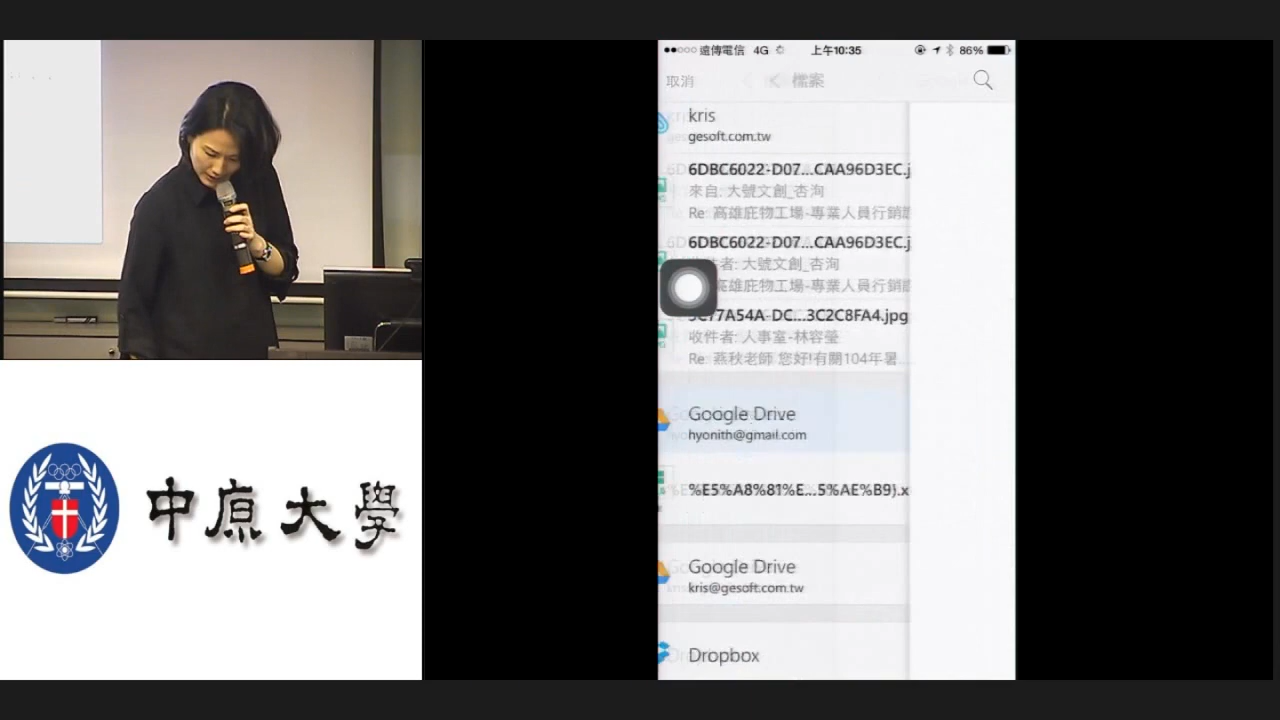 遠傳電信 4G 上午10:35 86%
取消 檔案
kris
gesoft.com.tw
6DBC6022-D07...CAA96D3EC.j
來自: 大號文創_杏洵
Re: 高雄庇物工場-專業人員行銷
6DBC6022-D07...CAA96D3EC.j
件者: 大號文創_杏洵
高雄庇物工場-專業人員行銷
C77A54A-DC...3C2C8FA4.jpg
收件者: 人事室-林容瑩
Re: 燕秋老師 您好!有關104年暑...
Google Drive
hyonith@gmail.com
%E5%A8%81%E...5%AE%B9).x
Google Drive
kris@gesoft.com.tw
Dropbox
中原大學